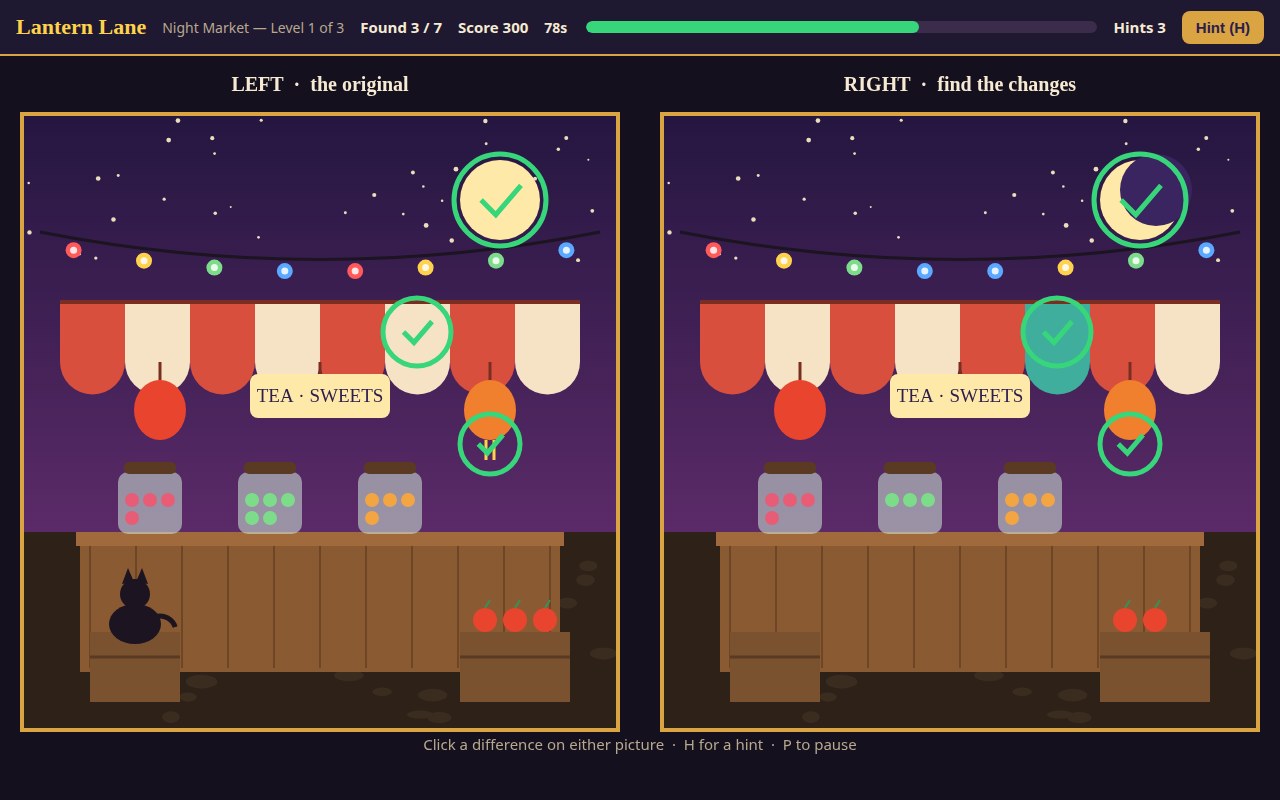 Lantern Lane Night Market — Level 1 of 3 Found 3 / 7 Score 300 78s Hints 3 Hint (H)
LEFT · the original
RIGHT · find the changes
TEA · SWEETS
TEA · SWEETS
Click a difference on either picture · H for a hint · P to pause